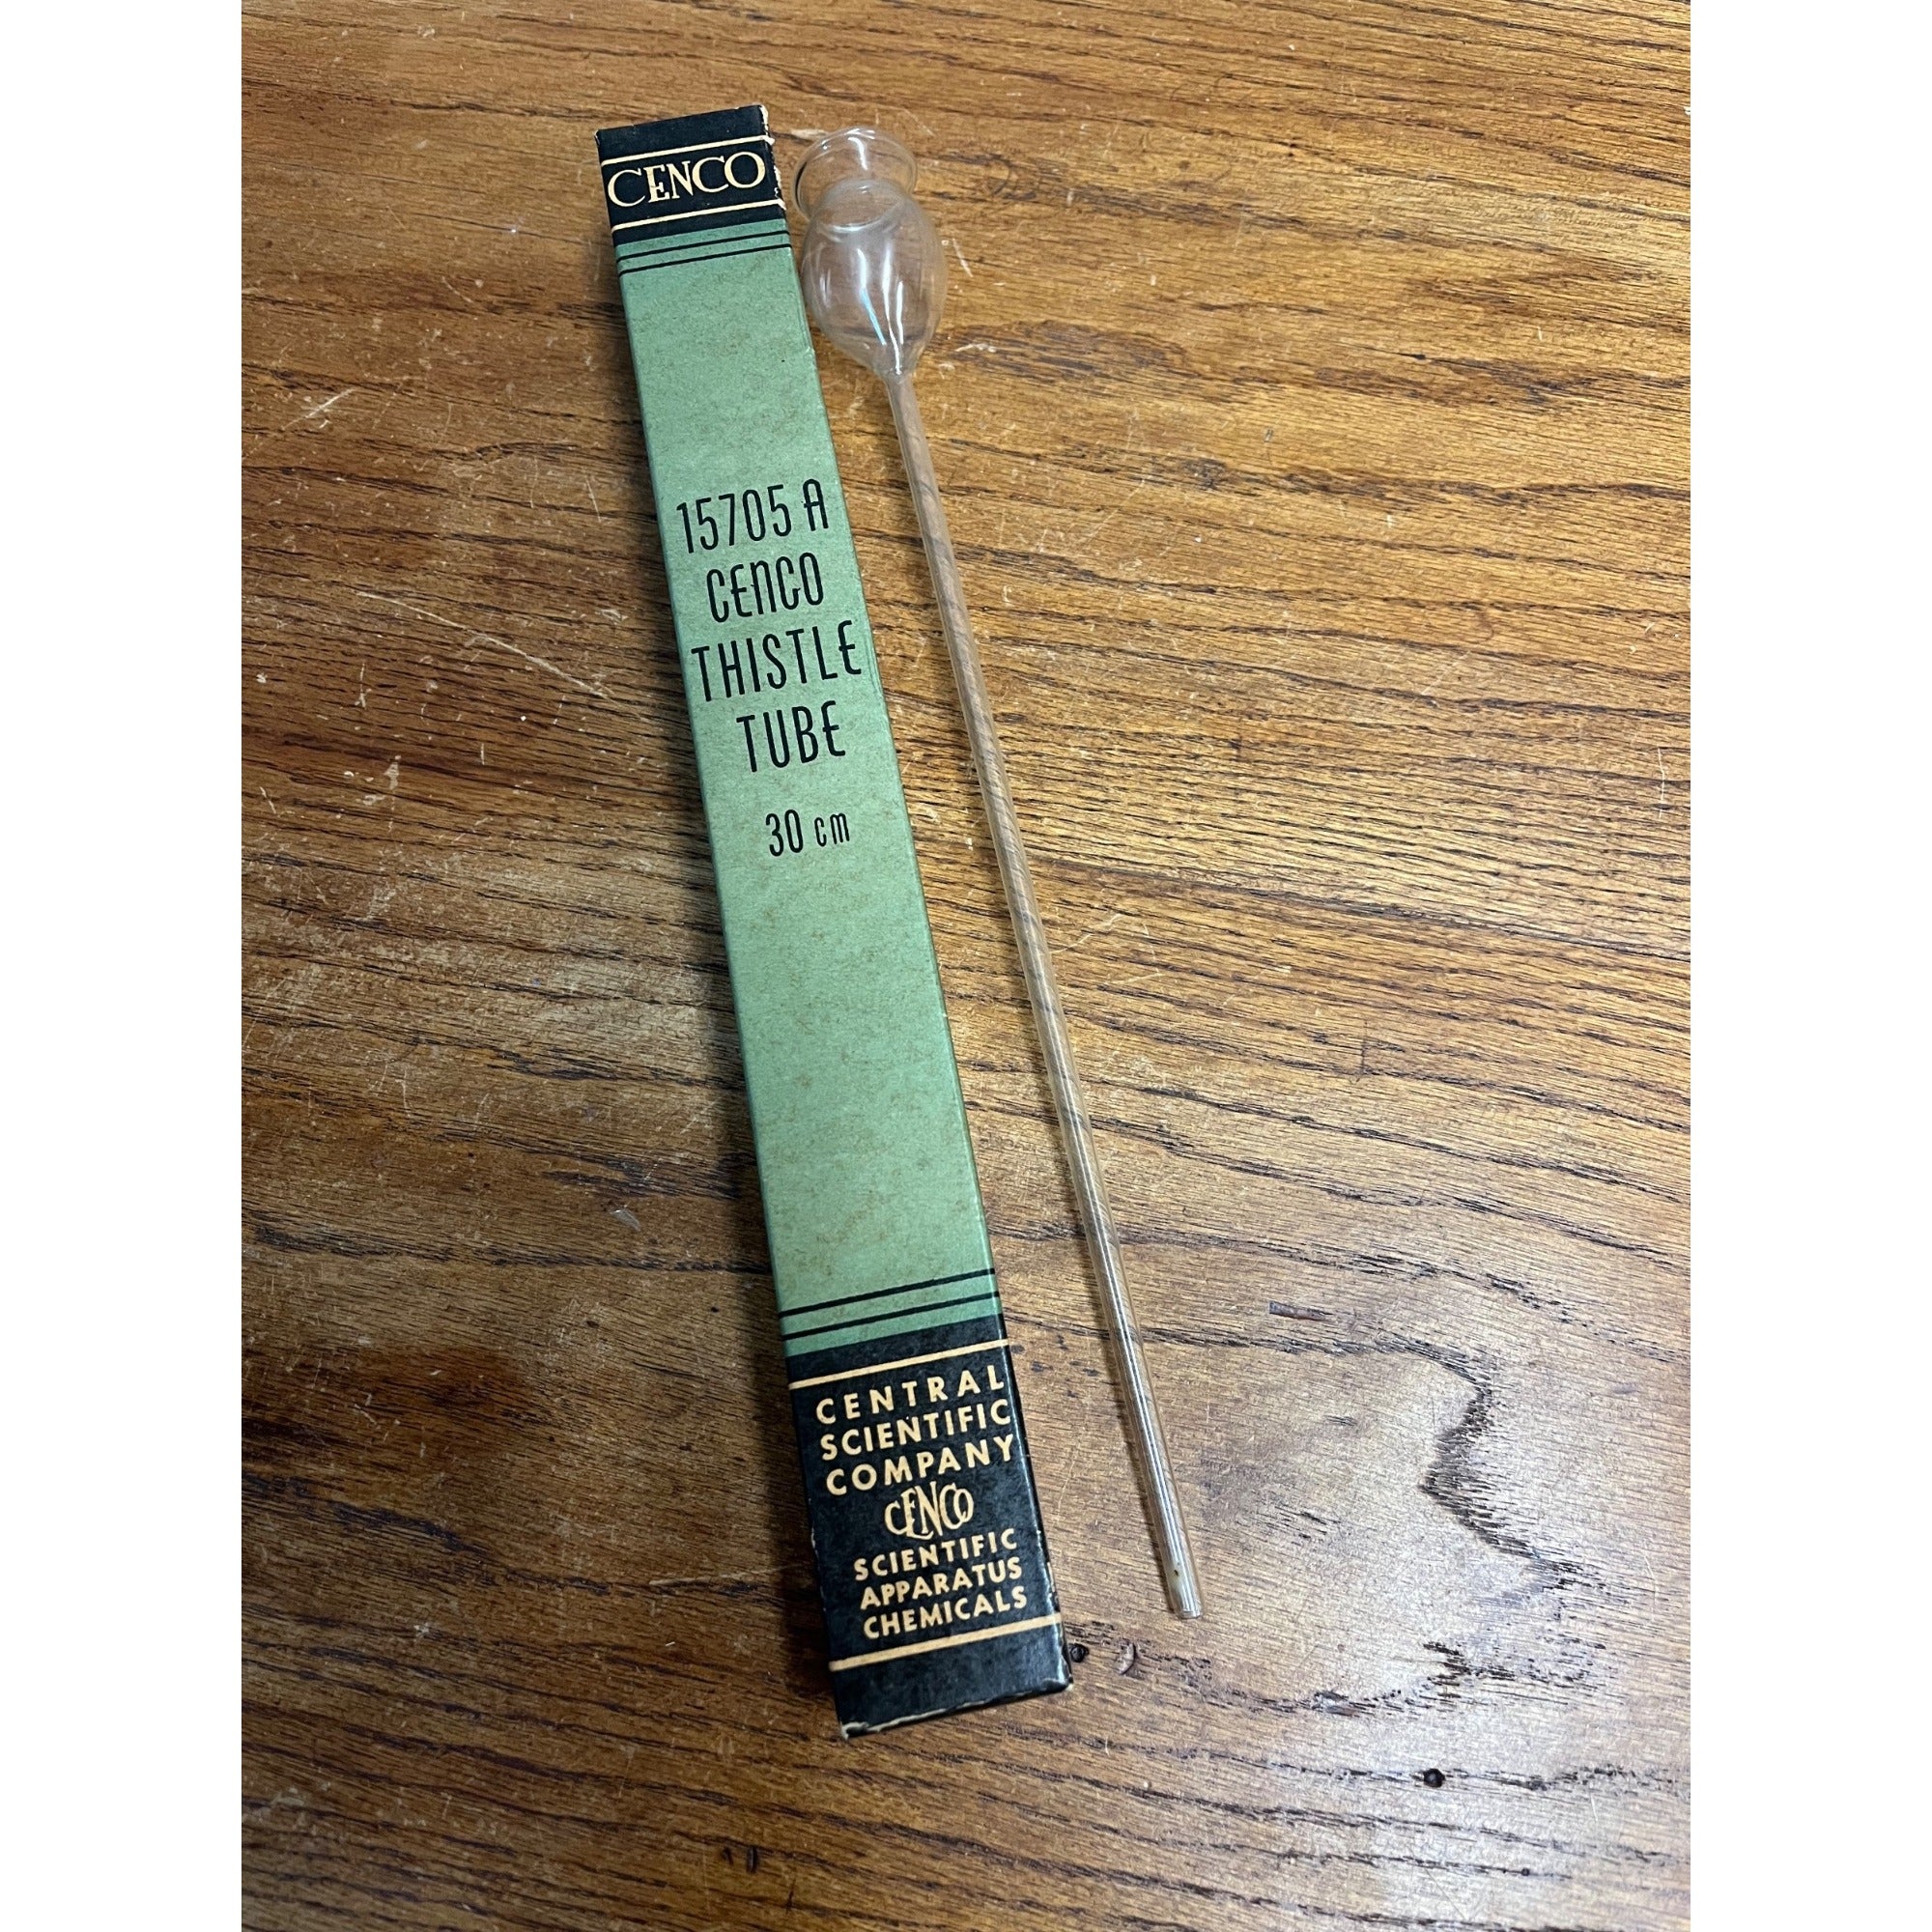 CENCO
15705 A
CENCO
THISTLE
TUBE
30 cm
CENTRAL
SCIENTIFIC
COMPANY
CENCO
SCIENTIFIC
APPARATUS
CHEMICALS